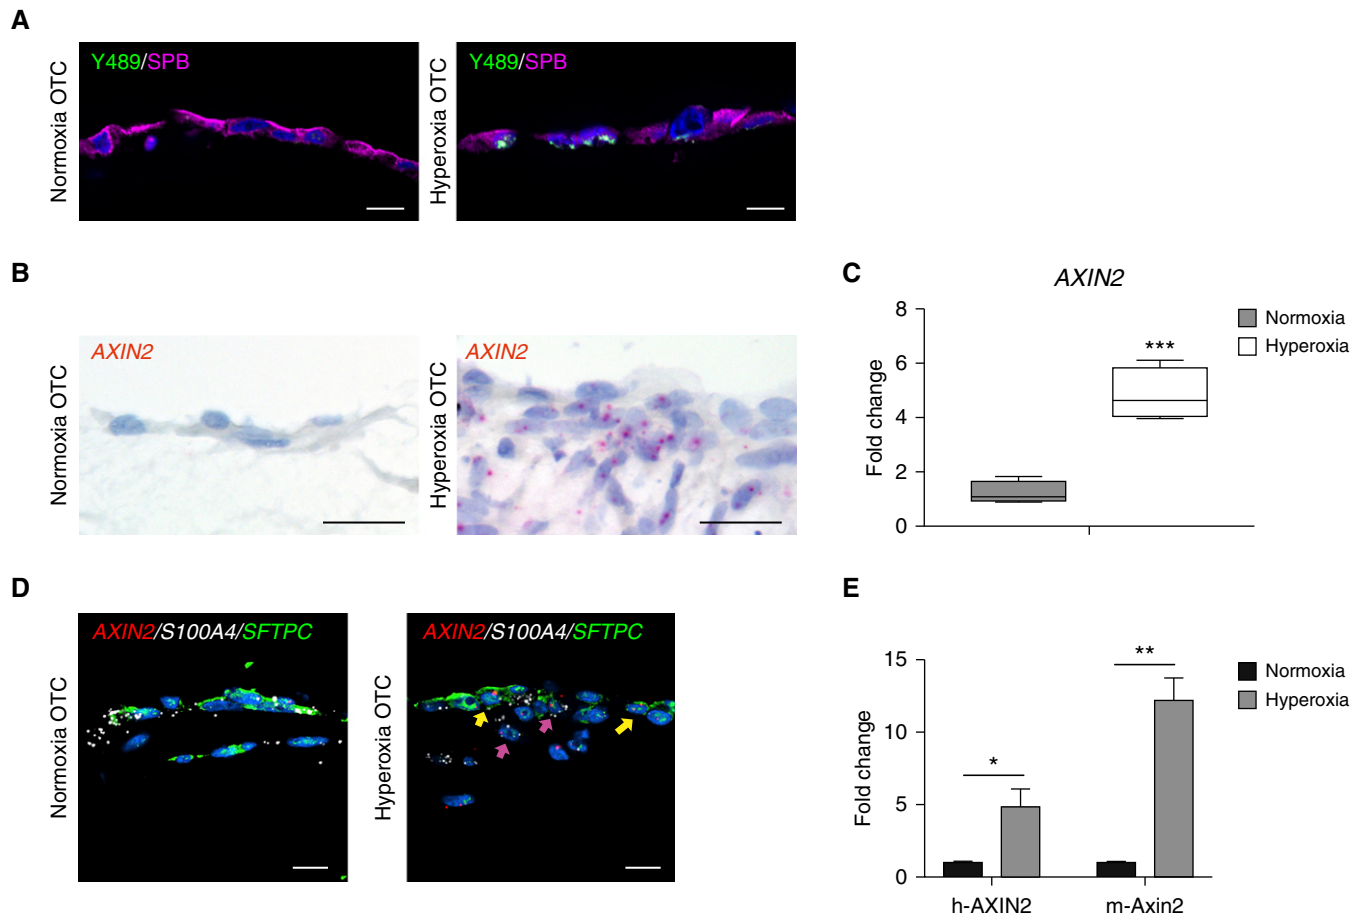 A
Normoxia OTC
Y489/SPB
Hyperoxia OTC
Y489/SPB
B
Normoxia OTC
AXIN2
Hyperoxia OTC
AXIN2
C
AXIN2
Fold change
8
6
4
2
0
***
Normoxia
Hyperoxia
D
Normoxia OTC
AXIN2/S100A4/SFTPC
Hyperoxia OTC
AXIN2/S100A4/SFTPC
E
Fold change
15
10
5
0
*
**
h-AXIN2
m-Axin2
Normoxia
Hyperoxia